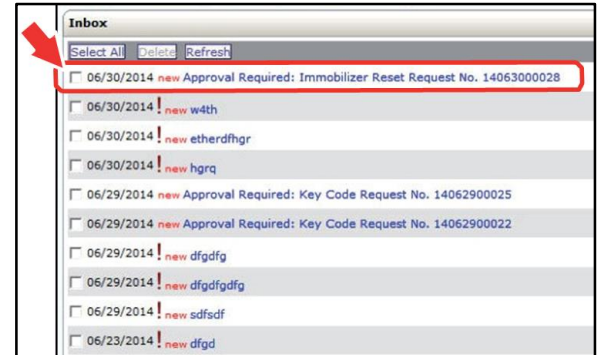 Inbox
Select All Delete Refresh
06/30/2014 new Approval Required: Immobilizer Reset Request No. 14063000028
06/30/2014 ! new w4th
06/30/2014 ! new etherdfhgr
06/30/2014 ! new hgrq
06/29/2014 new Approval Required: Key Code Request No. 14062900025
06/29/2014 new Approval Required: Key Code Request No. 14062900022
06/29/2014 ! new dfgdfg
06/29/2014 ! new dfgdfgdfg
06/29/2014 ! new sdfsdf
06/23/2014 ! new dfgd